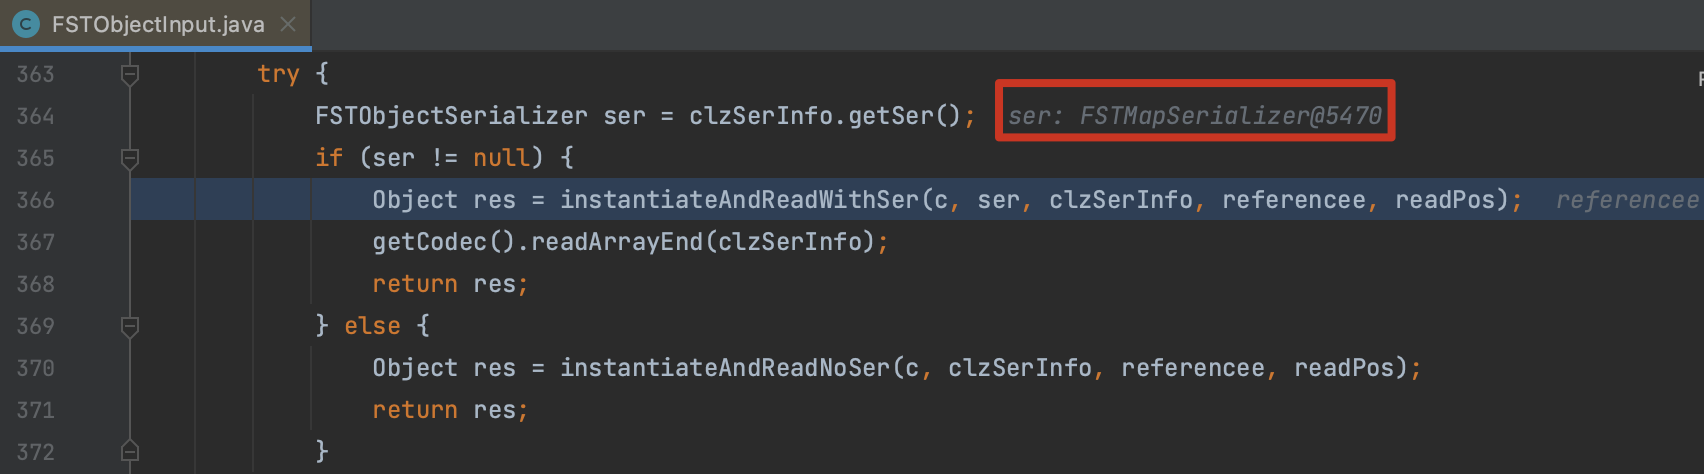 C FSTObjectInput.java
363 try {
364 FSTObjectSerializer ser = clzSerInfo.getSer(); ser: FSTMapSerializer@5470
365 if (ser != null) {
366 Object res = instantiateAndReadWithSer(c, ser, clzSerInfo, referencee, readPos); referencee
367 getCodec().readArrayEnd(clzSerInfo);
368 return res;
369 } else {
370 Object res = instantiateAndReadNoSer(c, clzSerInfo, referencee, readPos);
371 return res;
372 }